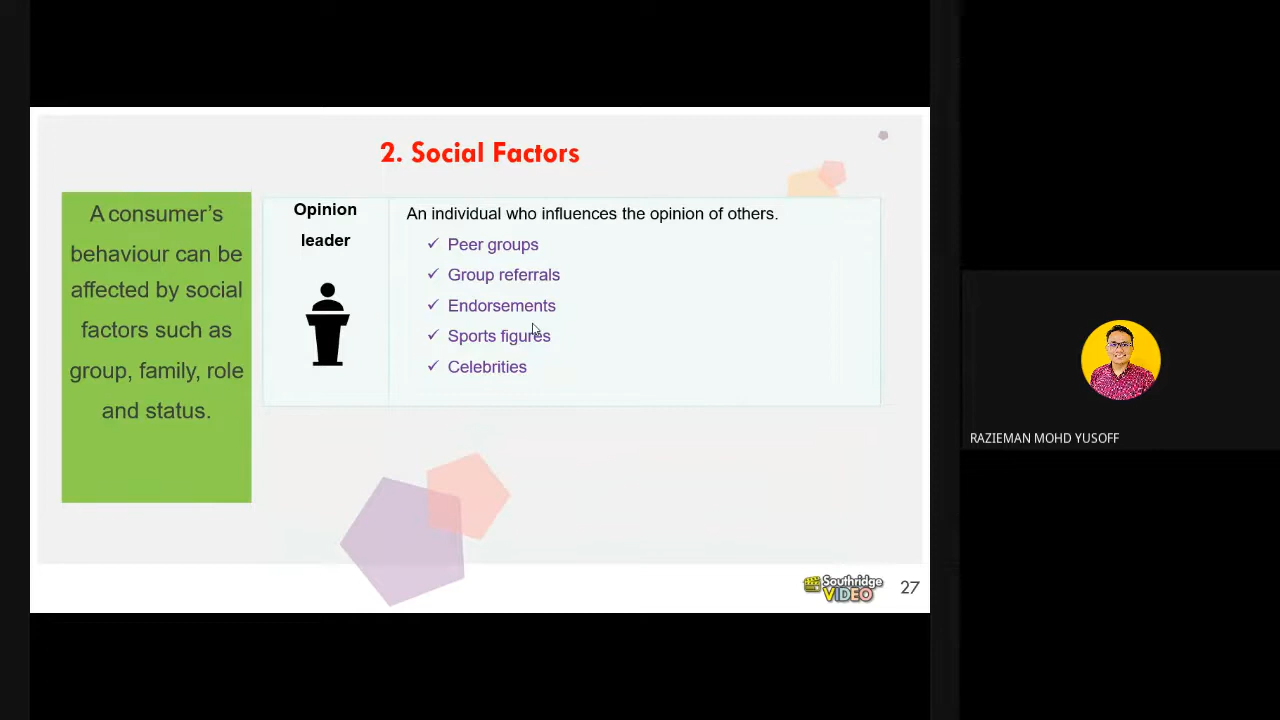 2. Social Factors
A consumer's
behaviour can be
affected by social
factors such as
group, family, role
and status.
Opinion
leader
An individual who influences the opinion of others.
✓ Peer groups
✓ Group referrals
✓ Endorsements
✓ Sports figures
✓ Celebrities
Southridge
VIDEO
27
RAZIEMAN MOHD YUSOFF